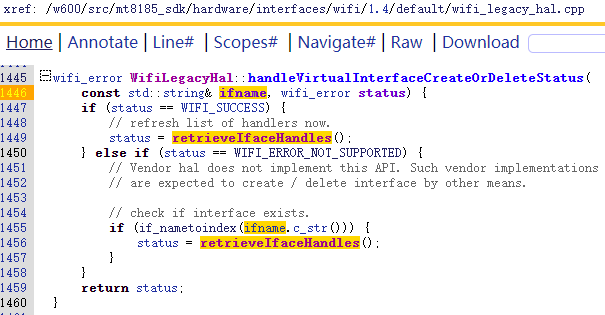 xref: /w600/src/mt8185_sdk/hardware/interfaces/wifi/1.4/default/wifi_legacy_hal.cpp
Home | Annotate | Line# | Scopes# | Navigate# | Raw | Download
1445 wifi_error WifiLegacyHal::handleVirtualInterfaceCreateOrDeleteStatus(
1446 const std::string& ifname, wifi_error status) {
1447 if (status == WIFI_SUCCESS) {
1448 // refresh list of handlers now.
1449 status = retrieveIfaceHandles();
1450 } else if (status == WIFI_ERROR_NOT_SUPPORTED) {
1451 // Vendor hal does not implement this API. Such vendor implementations
1452 // are expected to create / delete interface by other means.
1453
1454 // check if interface exists.
1455 if (if_nametoindex(ifname.c_str())) {
1456 status = retrieveIfaceHandles();
1457 }
1458 }
1459 return status;
1460 }